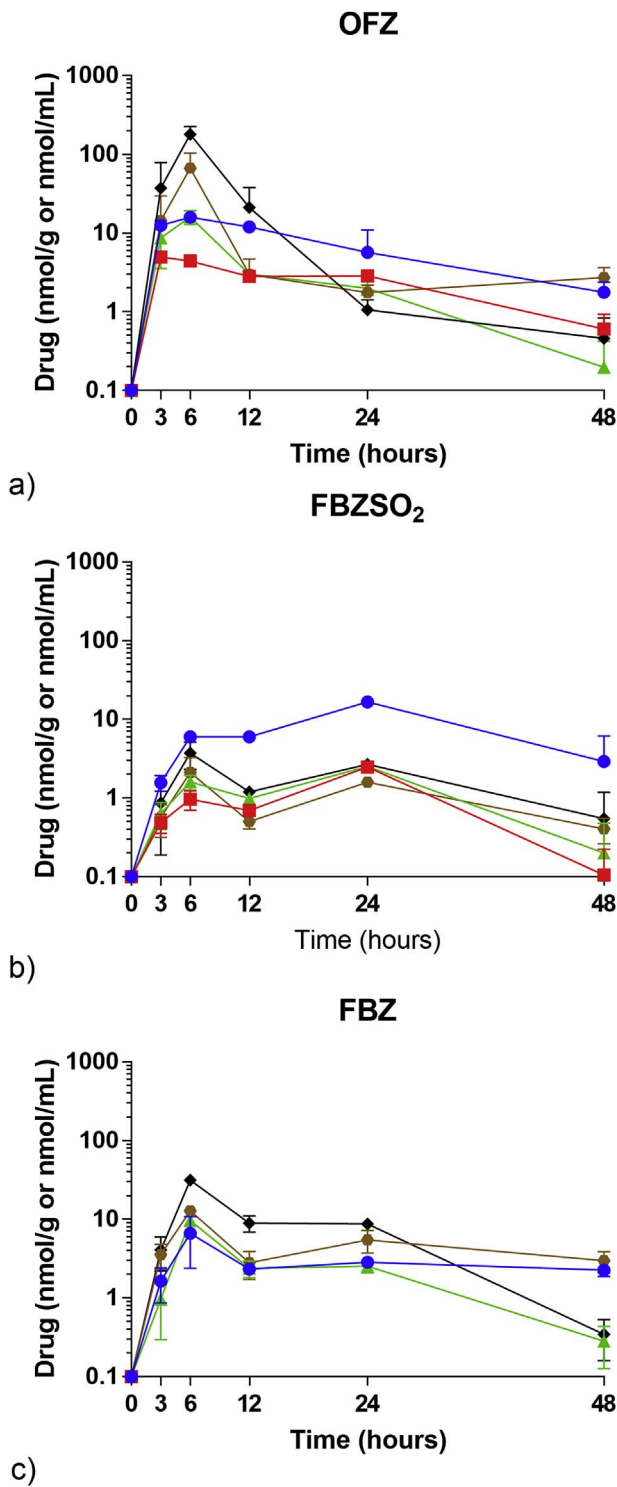 OFZ
Drug (nmol/g or nmol/mL)
1000
100
10
1
0.1
0 3 6 12 24 48
Time (hours)
a)
FBZSO₂
Drug (nmol/g or nmol/mL)
1000
100
10
1
0.1
0 3 6 12 24 48
Time (hours)
b)
FBZ
Drug (nmol/g or nmol/mL)
1000
100
10
1
0.1
0 3 6 12 24 48
Time (hours)
c)